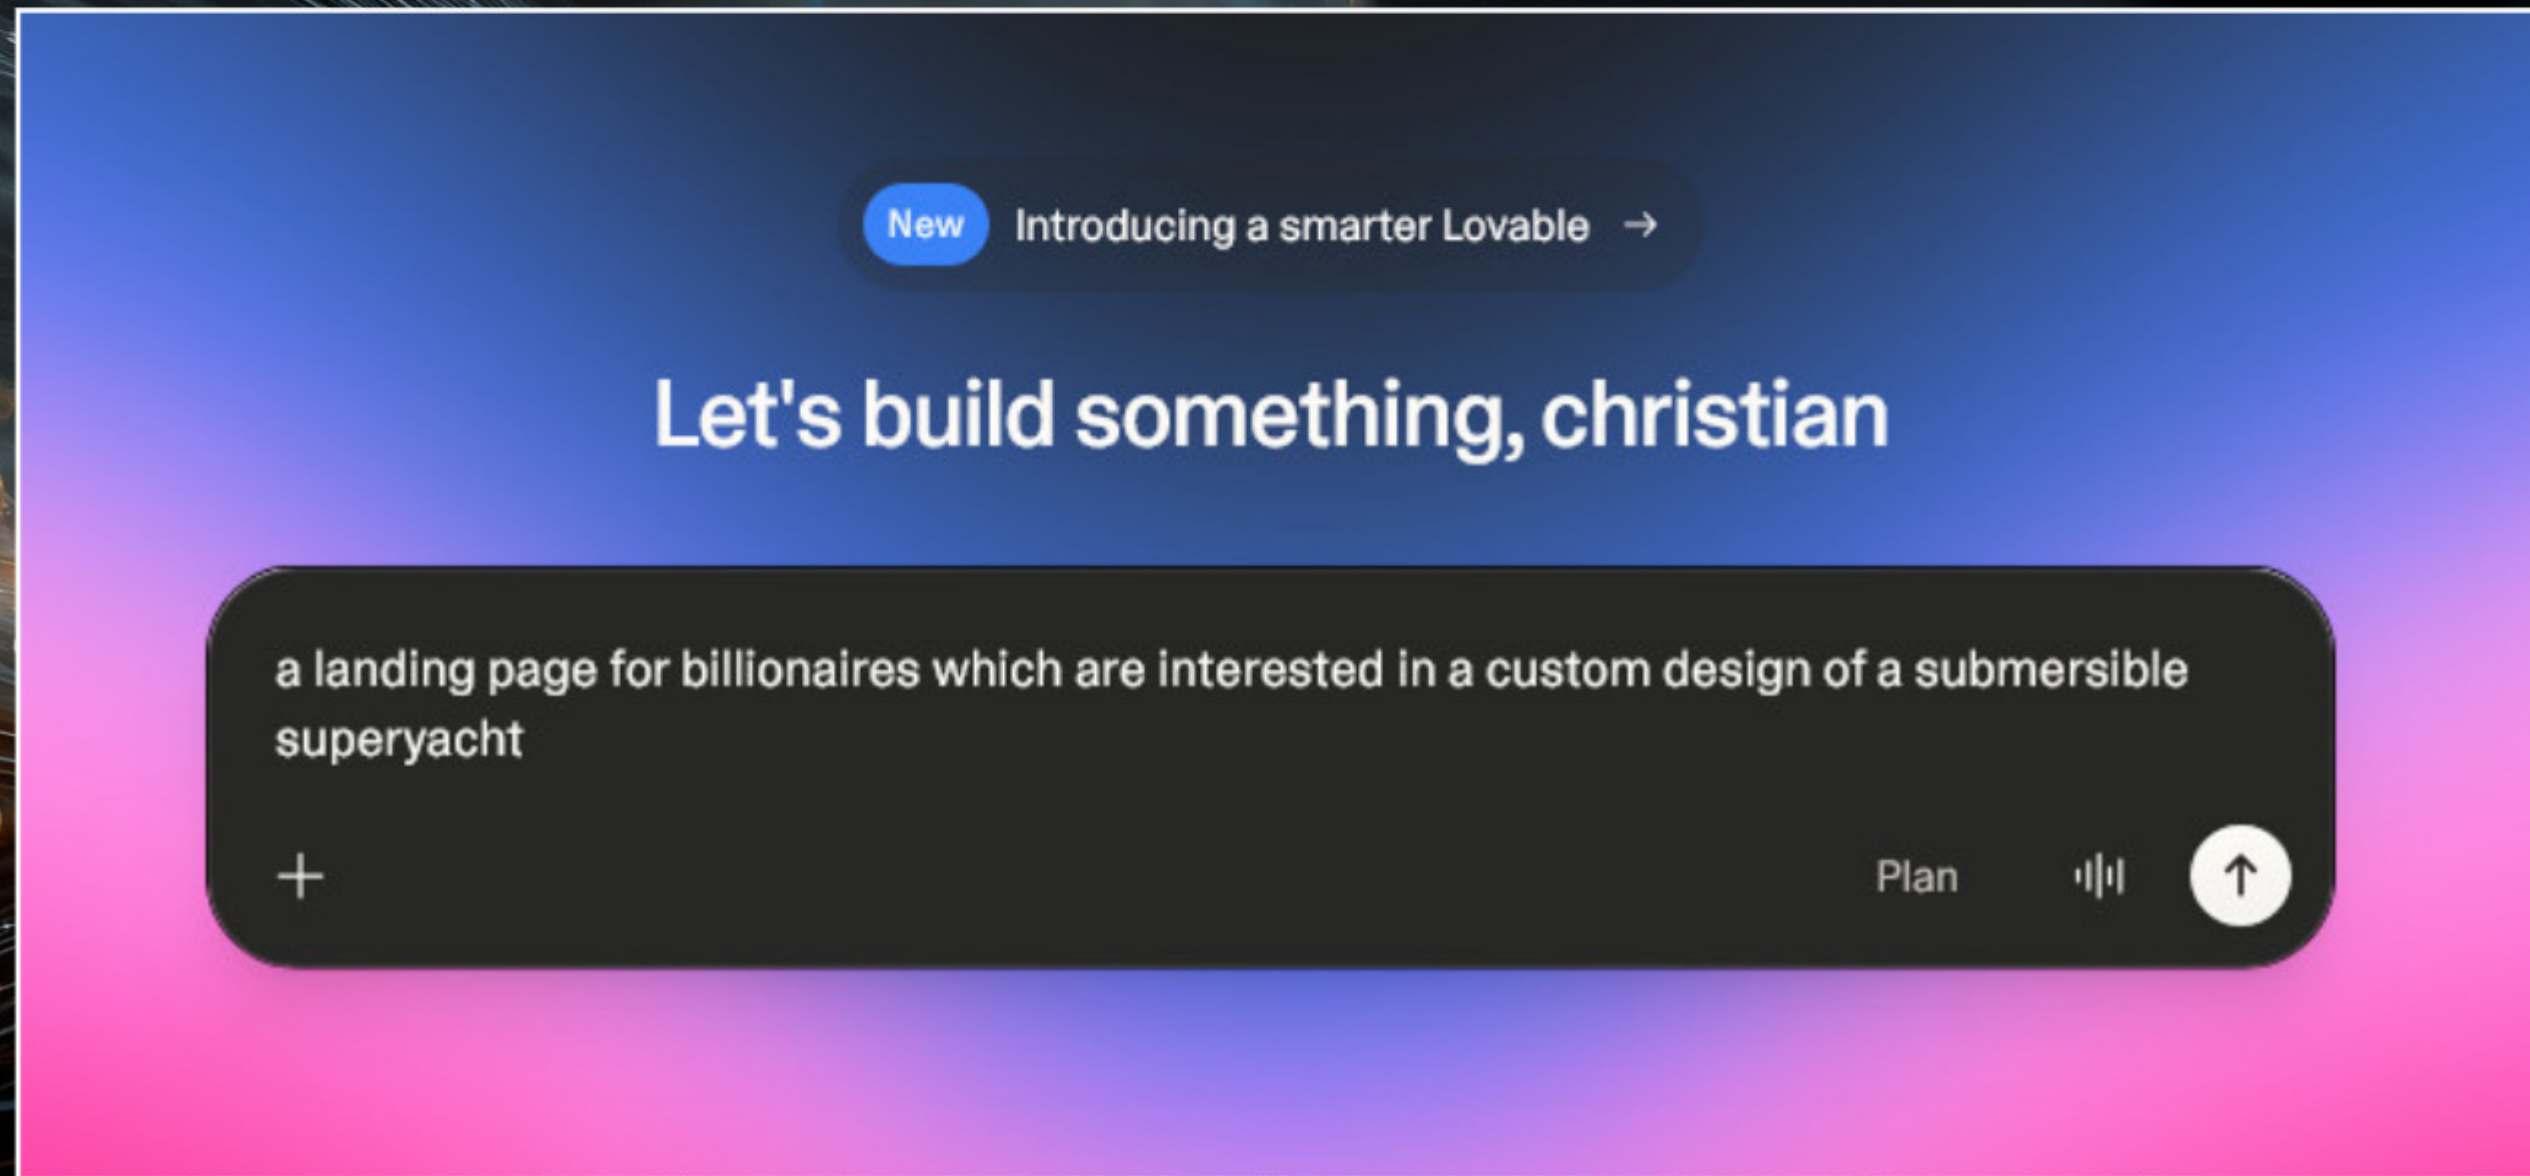 New Introducing a smarter Lovable →
Let's build something, christian
a landing page for billionaires which are interested in a custom design of a submersible
superyacht
Plan